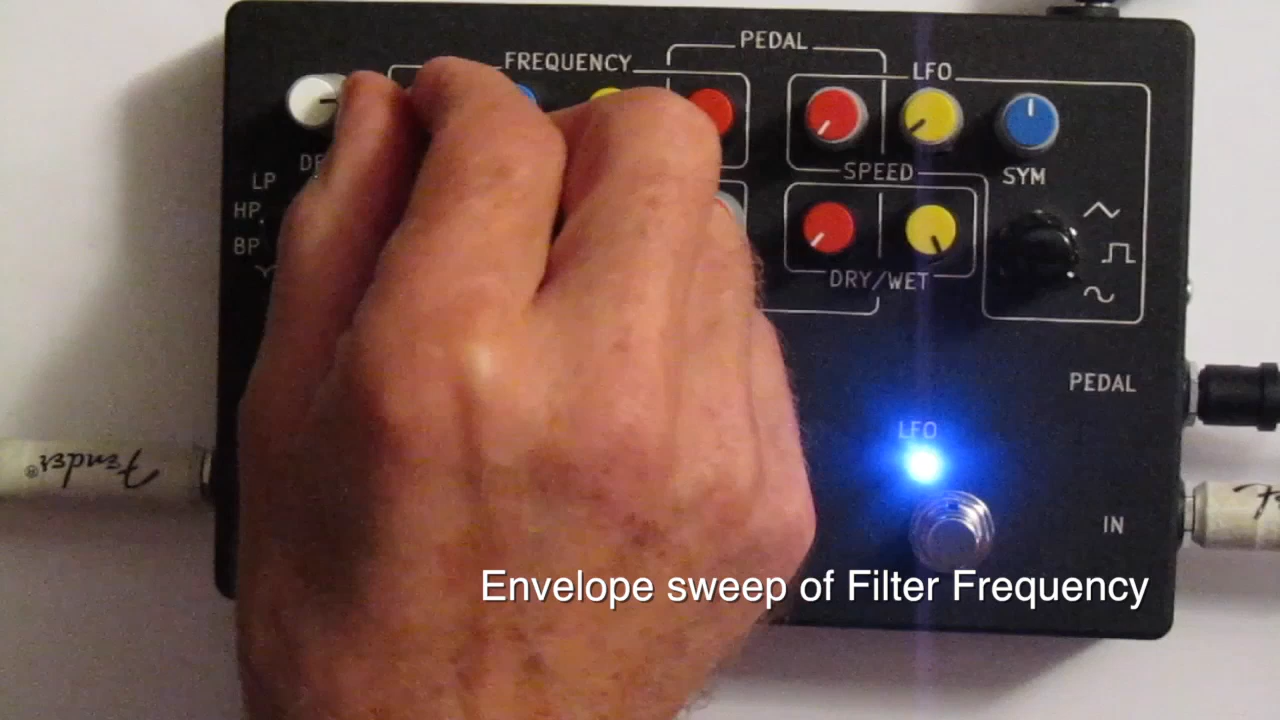 PEDAL
FREQUENCY
LFO
LP
HP
BP
SPEED
SYM
DRY/WET
PEDAL
LFO
Fender®
IN
Envelope sweep of Filter Frequency